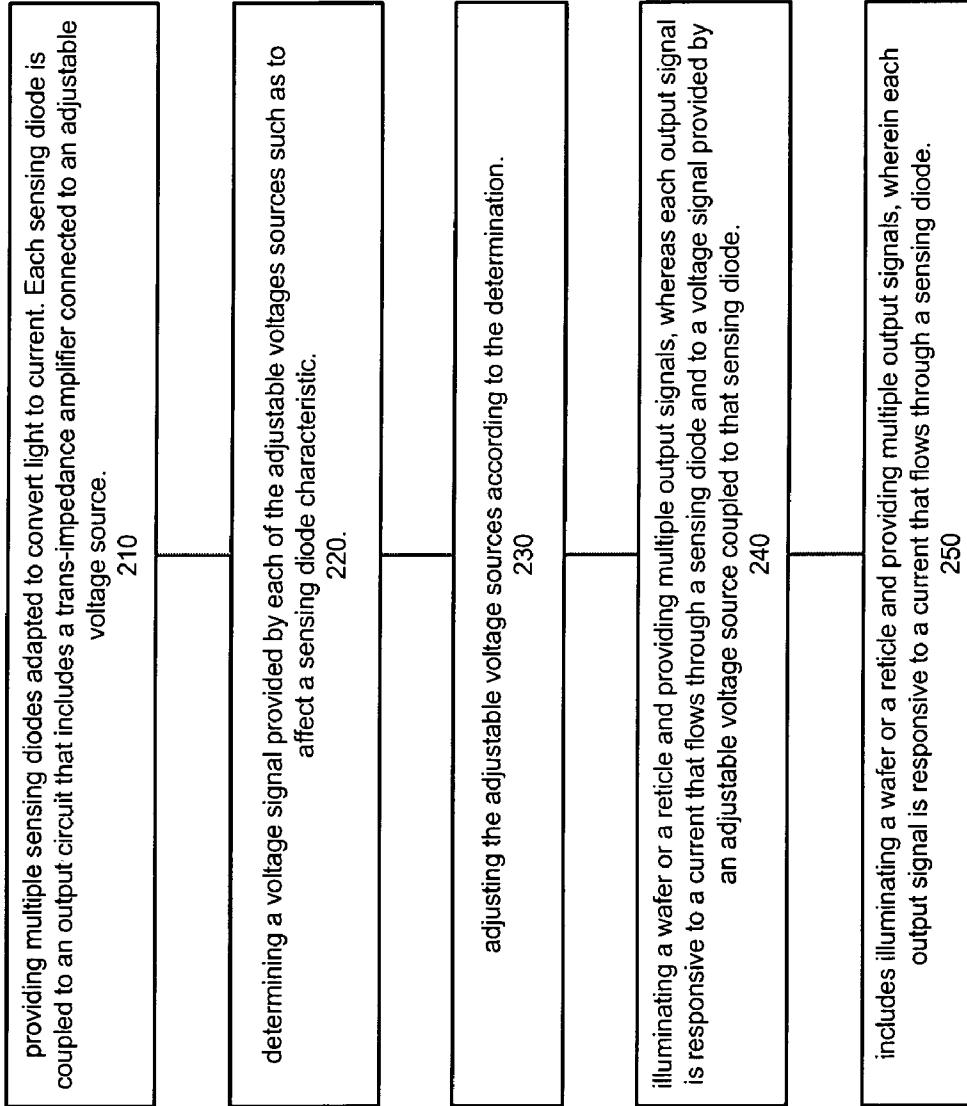 providing multiple sensing diodes adapted to convert light to current. Each sensing diode is
coupled to an output circuit that includes a trans-impedance amplifier connected to an adjustable
voltage source.
210
determining a voltage signal provided by each of the adjustable voltages sources such as to
affect a sensing diode characteristic.
220.
adjusting the adjustable voltage sources according to the determination.
230
illuminating a wafer or a reticle and providing multiple output signals, whereas each output signal
is responsive to a current that flows through a sensing diode and to a voltage signal provided by
an adjustable voltage source coupled to that sensing diode.
240
includes illuminating a wafer or a reticle and providing multiple output signals, wherein each
output signal is responsive to a current that flows through a sensing diode.
250